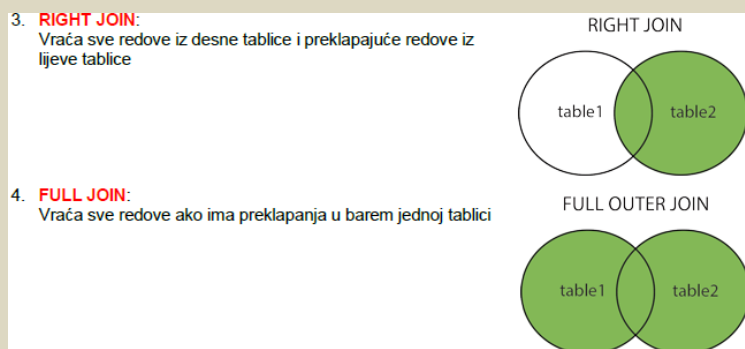 3. RIGHT JOIN:
Vraća sve redove iz desne tablice i preklapajuće redove iz
lijeve tablice
RIGHT JOIN
table1
table2
4. FULL JOIN:
Vraća sve redove ako ima preklapanja u barem jednoj tablici
FULL OUTER JOIN
table1
table2